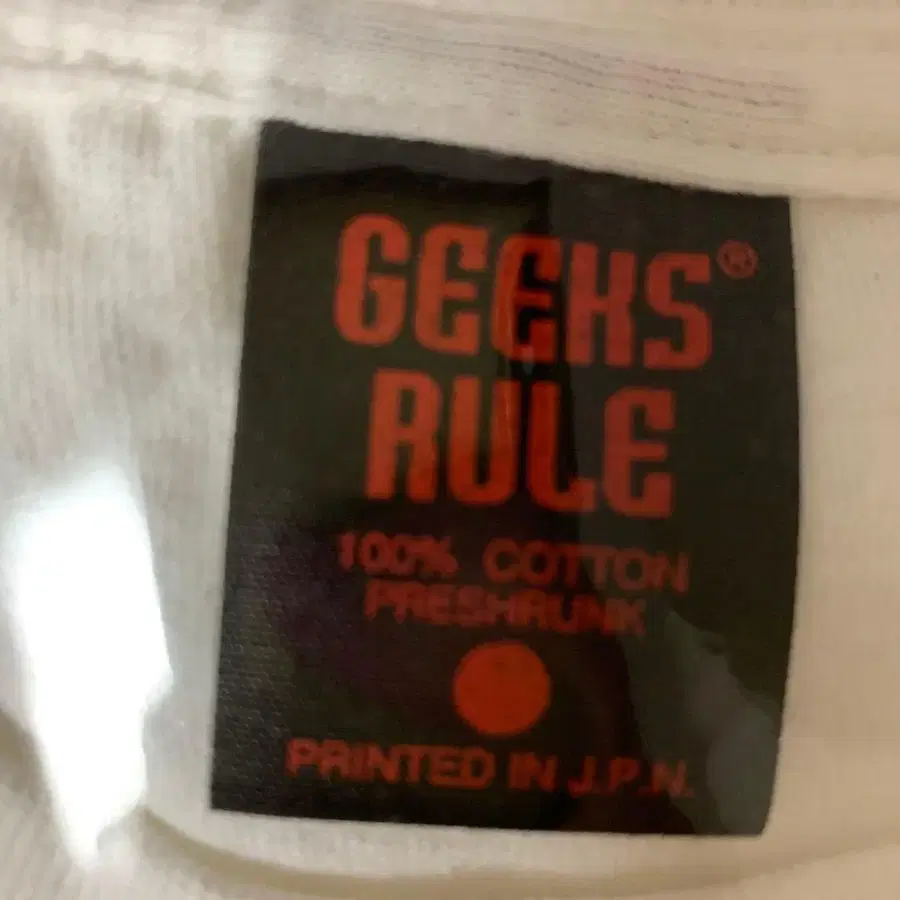 GEEKS®
RULE
100% COTTON
PRESHRUNK
PRINTED IN J.P.N.